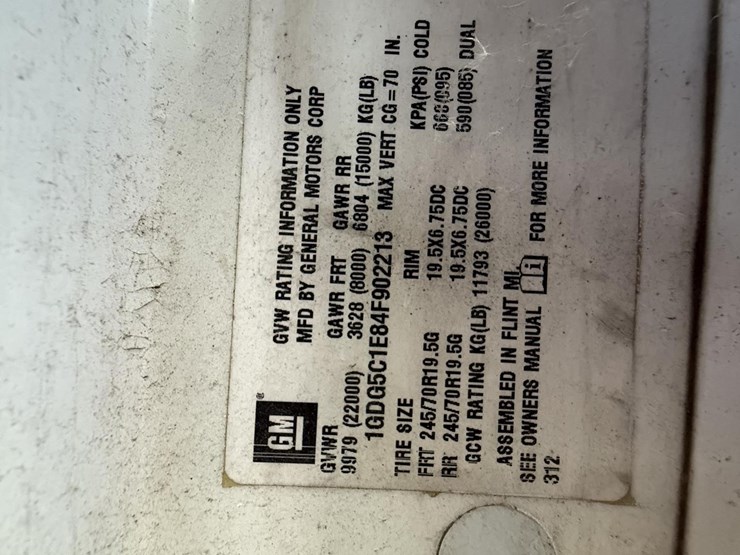 GM ®
GVW RATING INFORMATION ONLY
MFD BY GENERAL MOTORS CORP
GVWR GAWR FRT GAWR RR
9979 (22000) 3628 (8000) 6804 (15000) KG(LB)
1GDG5C1E84F902213 MAX VERT CG=70 IN.
TIRE SIZE RIM KPA(PSI) COLD
FRT 245/70R19.5G 19.5X6.75DC (095)
RR 245/70R19.5G 19.5X6.75DC 590(085) DUAL
GCW RATING KG(LB) 11793 (26000)
ASSEMBLED IN FLINT MI.
SEE OWNERS MANUAL FOR MORE INFORMATION
312